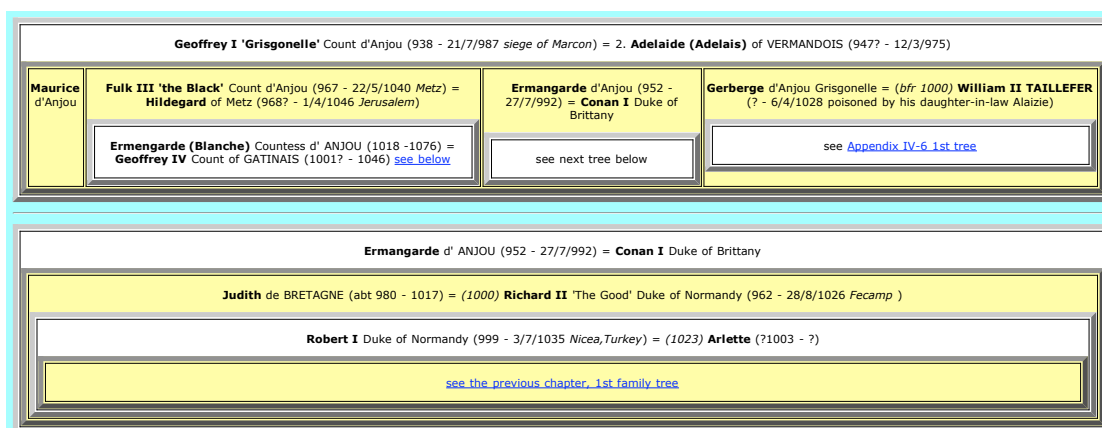 Geoffrey I 'Grisgonelle' Count d'Anjou (938 - 21/7/987 siege of Marcon) = 2. Adelaide (Adelais) of VERMANDOIS (947? - 12/3/975)
Maurice
d'Anjou
Fulk III 'the Black' Count d'Anjou (967 - 22/5/1040 Metz) =
Hildegard of Metz (968? - 1/4/1046 Jerusalem)
Ermengarde (Blanche) Countess d' ANJOU (1018 -1076) =
Geoffrey IV Count of GATINAIS (1001? - 1046) see below
Ermangarde d'Anjou (952 -
27/7/992) = Conan I Duke of
Brittany
see next tree below
Gerberge d'Anjou Grisgonelle = (bfr 1000) William II TAILLEFER
(? - 6/4/1028 poisoned by his daughter-in-law Alaizie)
see Appendix IV-6 1st tree
Ermangarde d' ANJOU (952 - 27/7/992) = Conan I Duke of Brittany
Judith de BRETAGNE (abt 980 - 1017) = (1000) Richard II 'The Good' Duke of Normandy (962 - 28/8/1026 Fecamp )
Robert I Duke of Normandy (999 - 3/7/1035 Nicea,Turkey) = (1023) Arlette (?1003 - ?)
see the previous chapter, 1st family tree